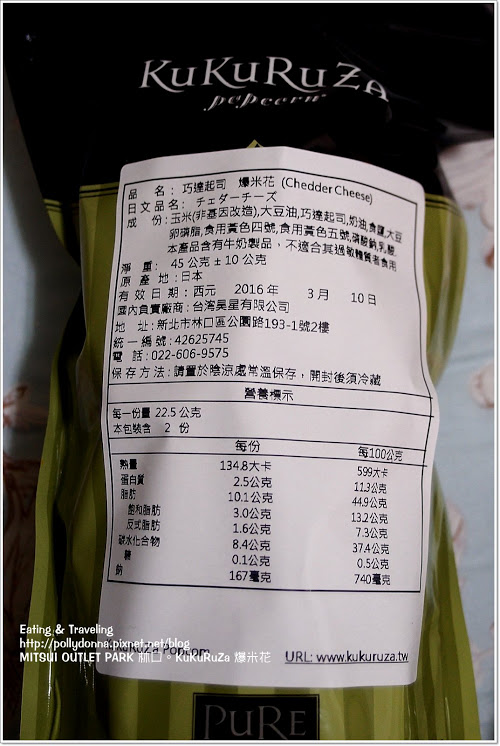 KuKuRuZa
popcorn
品 名: 巧達起司 爆米花 (Chedder Cheese)
日文品名: チェダーチーズ
成 份:玉米(非基因改造),大豆油,巧達起司,奶油,食鹽,大豆
卵磷脂,食用黃色四號,食用黃色五號,磷酸鈉,乳酸.
本產品含有牛奶製品，不適合其過敏體質者食用
淨 重: 45 公克 ± 10 公克
原 產 地:日本
有 效 日 期:西元 2016 年 3 月 10 日
國內負責廠商:台湾昊星有限公司
地 址:新北市林口區公園路193-1號2樓
統 一 編 號:42625745
電 話:022-606-9575
保 存 方 法:請置於陰涼處常溫保存，開封後須冷藏
營養標示
每一份量 22.5 公克
本包裝含 2 份
每份 每100公克
熱量 134.8大卡 599大卡
蛋白質 2.5公克 11.3公克
脂肪 10.1公克 44.9公克
飽和脂肪 3.0公克 13.2公克
反式脂肪 1.6公克 7.3公克
碳水化合物 8.4公克 37.4公克
糖 0.1公克 0.5公克
鈉 167毫克 740毫克
KuKuRuZa Popcorn URL: www.kukuruza.tw
Eating & Traveling
http://pollydonna.pixnet.net/blog
MITSUI OUTLET PARK 林口。KuKuRuZa 爆米花
PuRE